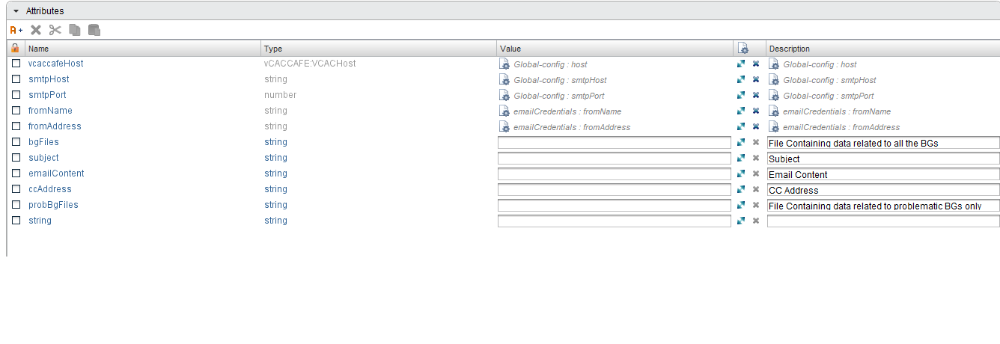 Attributes
A +
Name Type Value Description
vcaccafeHost vCACCAFE:VCACHost Global-config : host Global-config : host
smtpHost string Global-config : smtpHost Global-config : smtpHost
smtpPort number Global-config : smtpPort Global-config : smtpPort
fromName string emailCredentials : fromName emailCredentials : fromName
fromAddress string emailCredentials : fromAddress emailCredentials : fromAddress
bgFiles string File Containing data related to all the BGs
subject string Subject
emailContent string Email Content
ccAddress string CC Address
probBgFiles string File Containing data related to problematic BGs only
string string